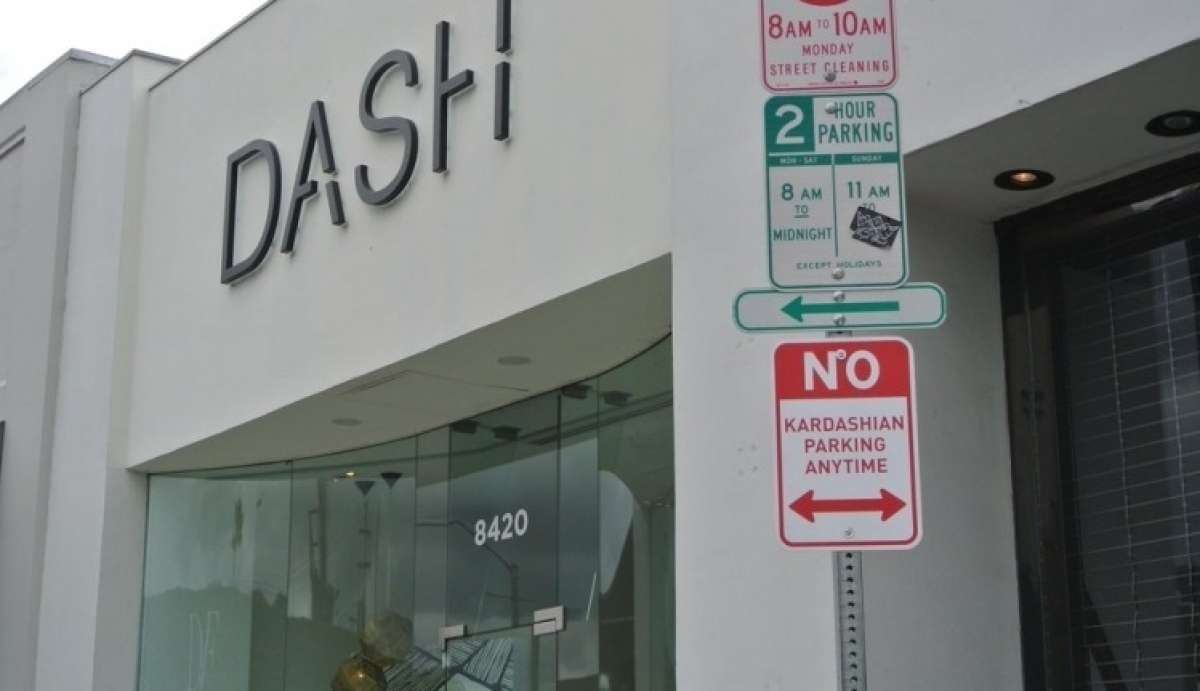 DASH
8AM TO 10AM
MONDAY
STREET CLEANING
2 HOUR
PARKING
MON - SAT
SUNDAY
8 AM
TO
MIDNIGHT
11 AM
TO
EXCEPT HOLIDAYS
NO
KARDASHIAN
PARKING
ANYTIME
8420